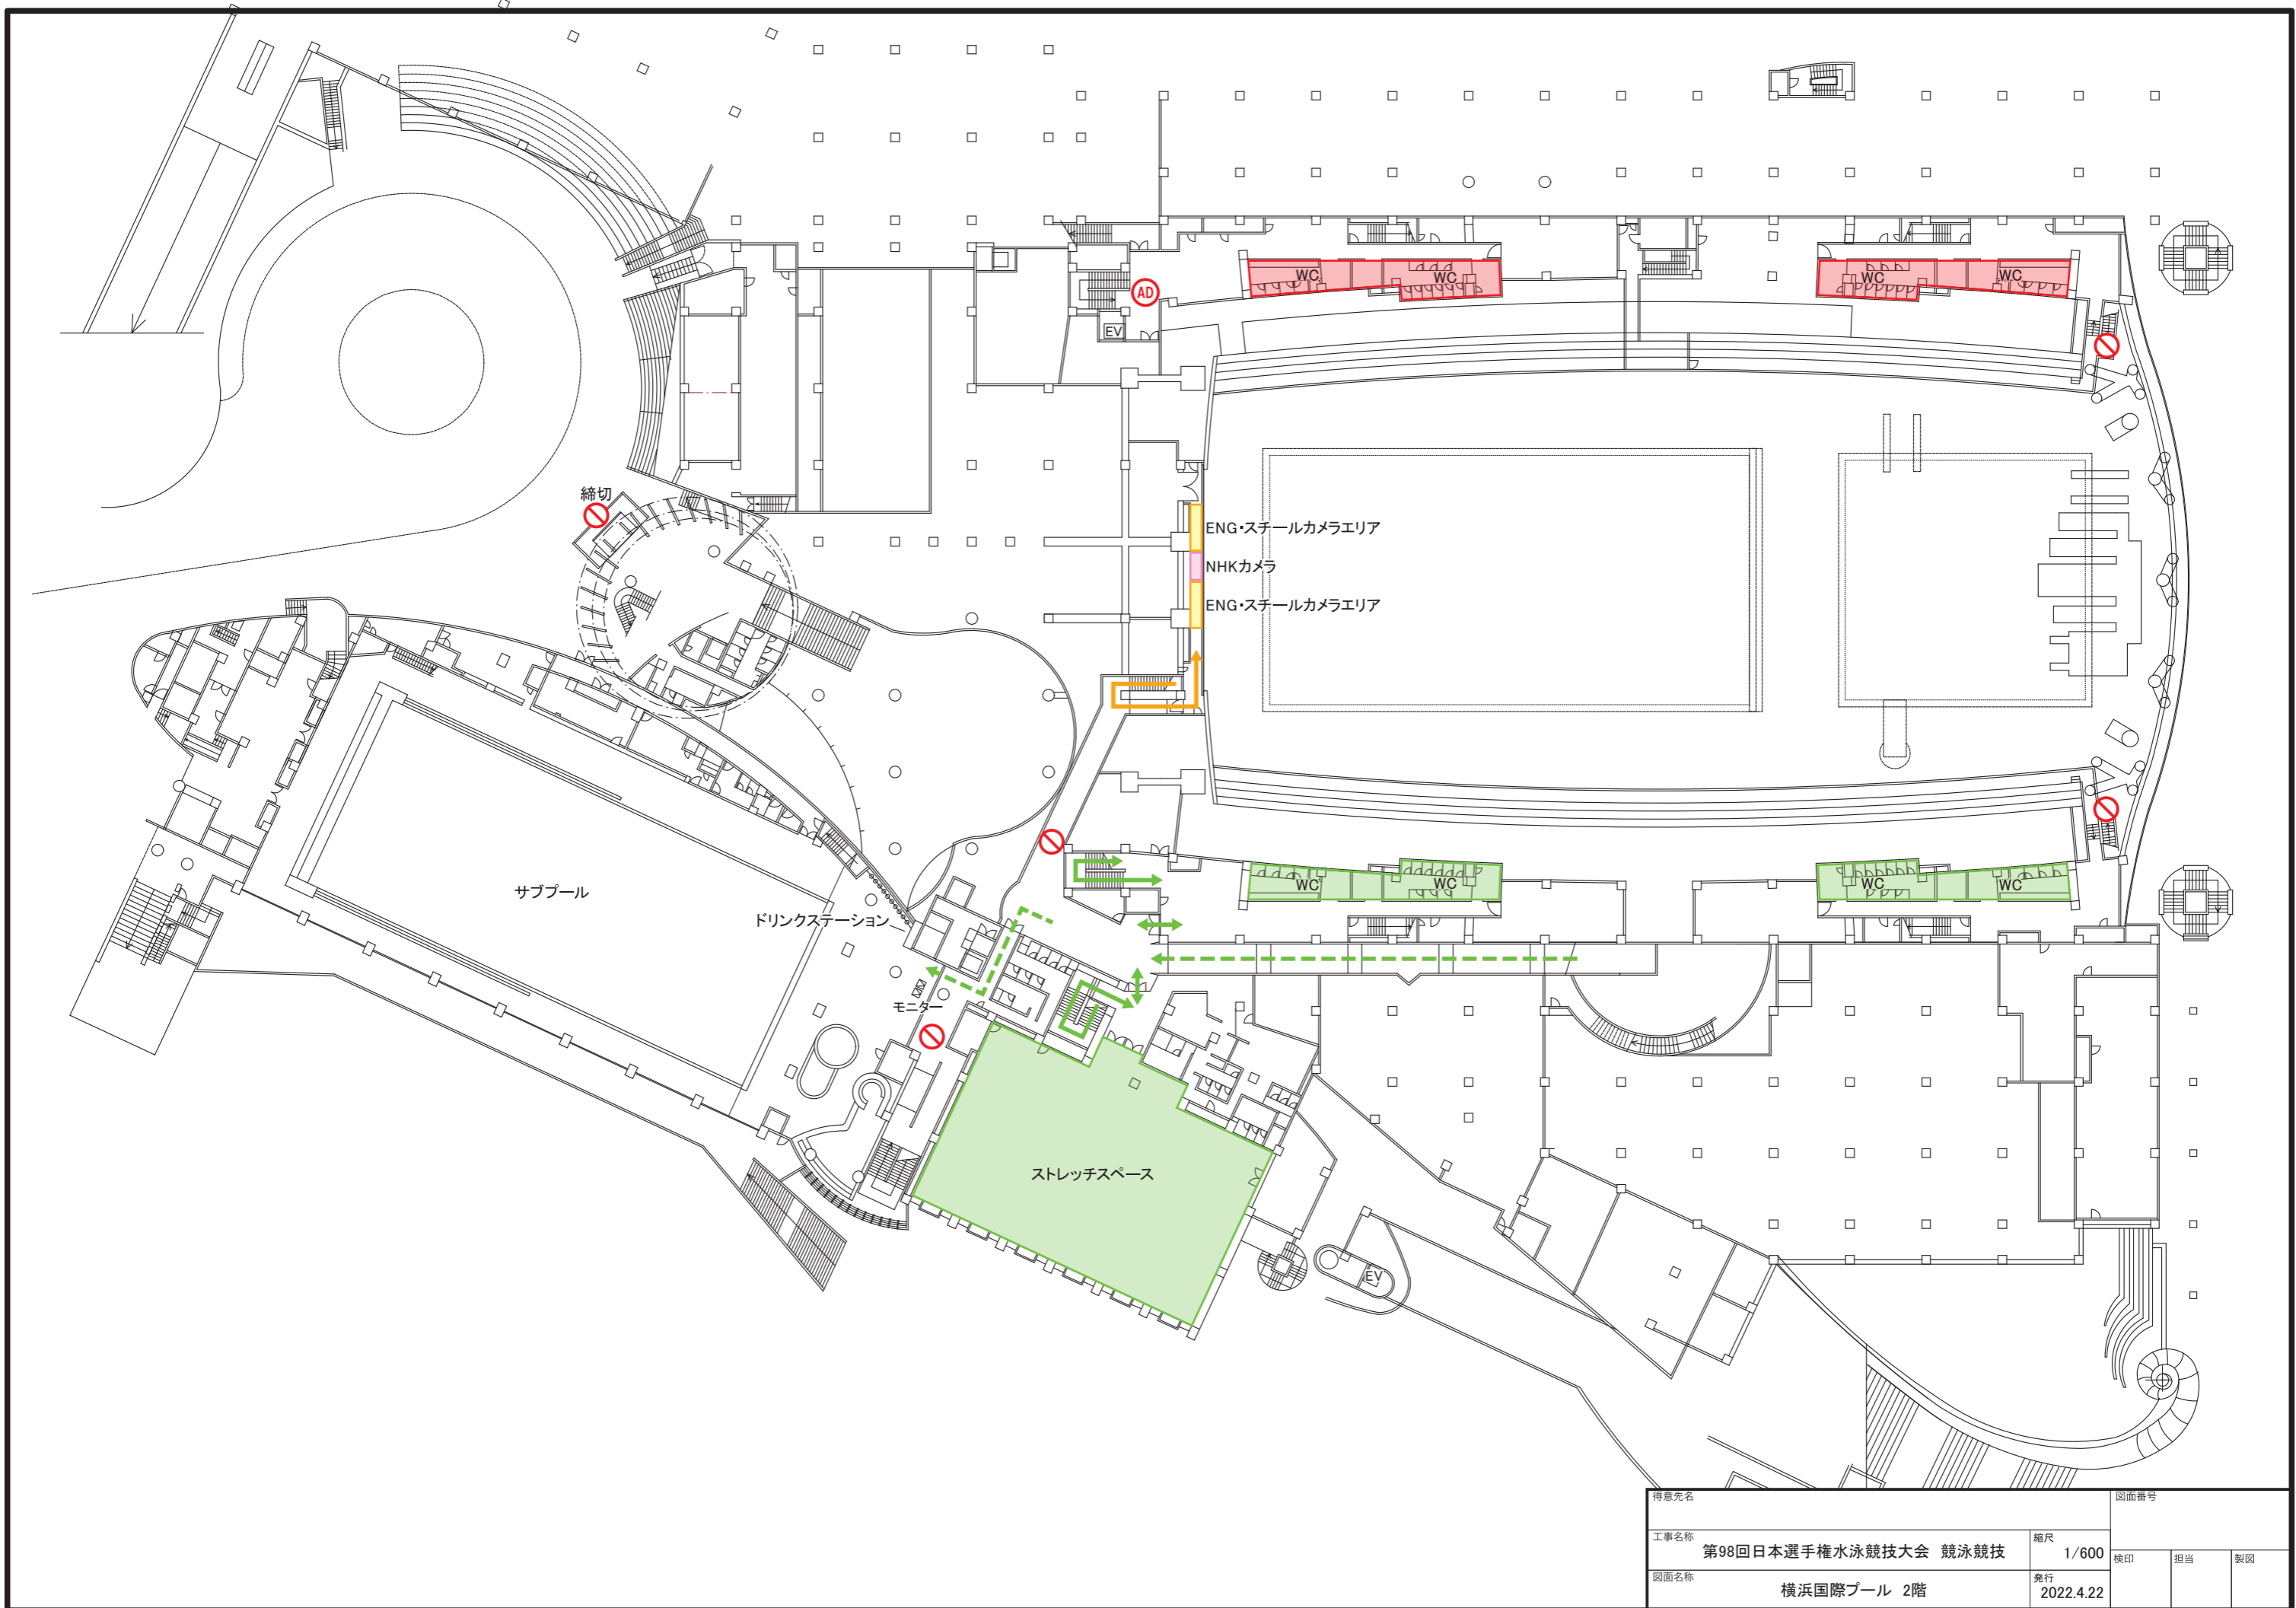 WC
WC
WC
WC
AD
EV
締切
ENG・スチールカメラエリア
NHKカメラ
ENG・スチールカメラエリア
WC
WC
WC
WC
サブプール
ドリンクステーション
モニター
ストレッチスペース
EV
得意先名
図面番号
工事名称
第98回日本選手権水泳競技大会 競泳競技
縮尺
1/600
検印
担当
製図
図面名称
横浜国際プール 2階
発行
2022.4.22